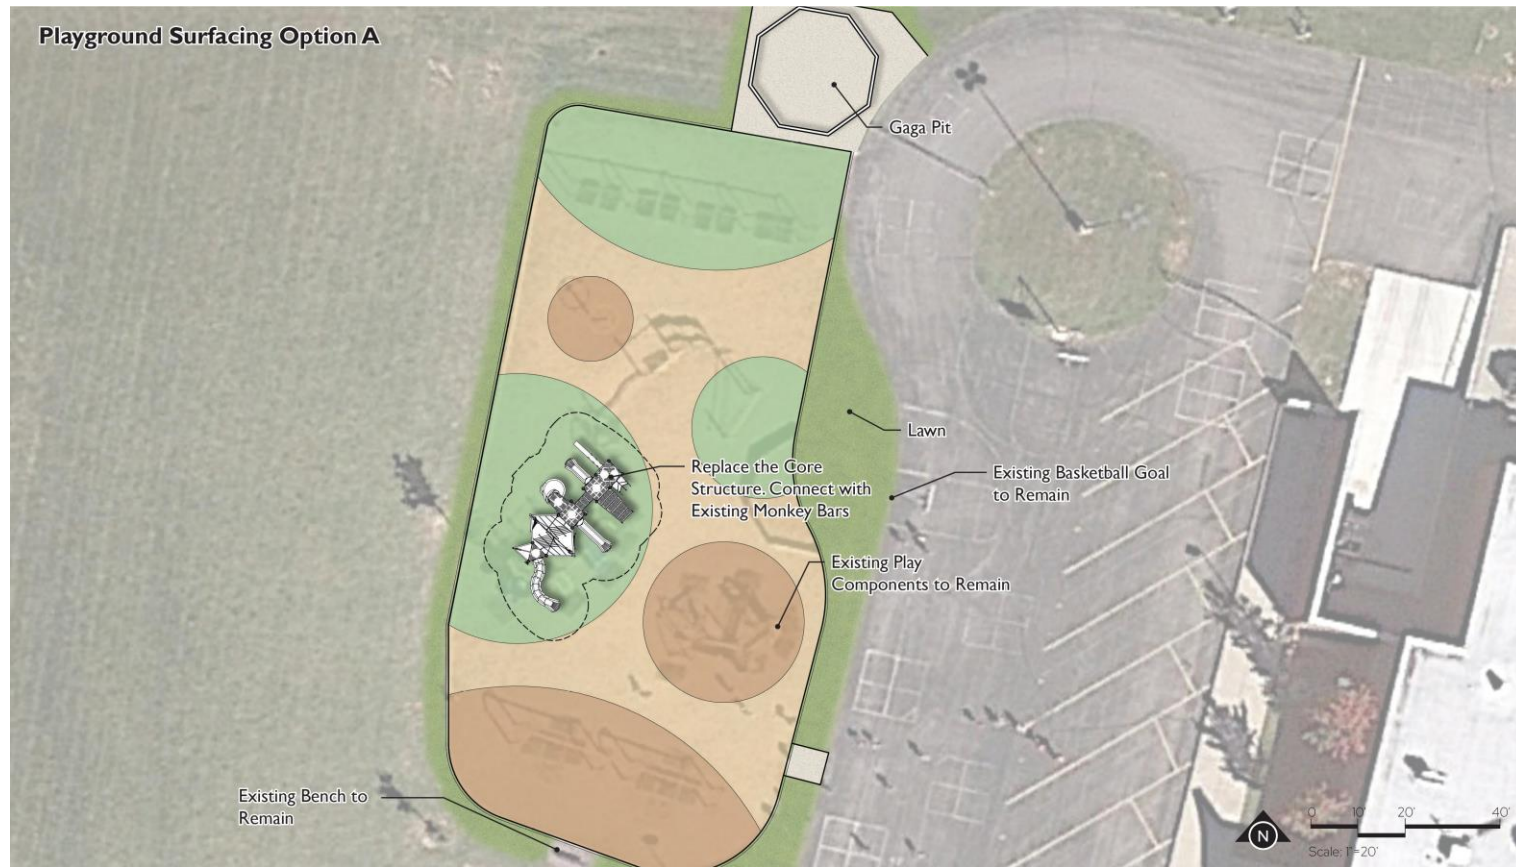 Playground Surfacing Option A
Gaga Pit
Lawn
Replace the Core
Structure. Connect with
Existing Monkey Bars
Existing Basketball Goal
to Remain
Existing Play
Components to Remain
Existing Bench to
Remain
N
0 10' 20' 40'
Scale: 1"=20'